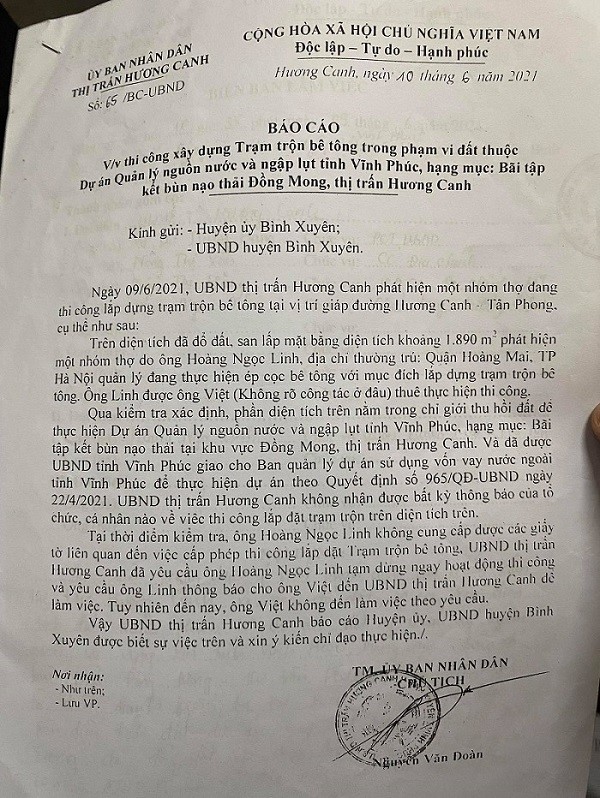 ỦY BAN NHÂN DÂN
THỊ TRẤN HƯƠNG CANH
Số: 65 /BC-UBND
CỘNG HÒA XÃ HỘI CHỦ NGHĨA VIỆT NAM
Độc lập – Tự do – Hạnh phúc
Hương Canh, ngày 10 tháng 6 năm 2021
BÁO CÁO
V/v thi công xây dựng Trạm trộn bê tông trong phạm vi đất thuộc
Dự án Quản lý nguồn nước và ngập lụt tỉnh Vĩnh Phúc, hạng mục: Bãi tập
kết bùn nạo thải Đồng Mong, thị trấn Hương Canh
Kính gửi: - Huyện ủy Bình Xuyên;
- UBND huyện Bình Xuyên.
Ngày 09/6/2021, UBND thị trấn Hương Canh phát hiện một nhóm thợ đang
thi công lắp dựng trạm trộn bê tông tại vị trí giáp đường Hương Canh - Tân Phong,
cụ thể như sau:
Trên diện tích đã đổ đất, san lấp mặt bằng diện tích khoảng 1.890 m² phát hiện
một nhóm thợ do ông Hoàng Ngọc Linh, địa chỉ thường trú: Quận Hoàng Mai, TP
Hà Nội quản lý đang thực hiện ép cọc bê tông với mục đích lắp dựng trạm trộn bê
tông. Ông Linh được ông Việt (Không rõ công tác ở đâu) thuê thực hiện thi công.
Qua kiểm tra xác định, phần diện tích trên nằm trong chỉ giới thu hồi đất để
thực hiện Dự án Quản lý nguồn nước và ngập lụt tỉnh Vĩnh Phúc, hạng mục: Bãi
tập kết bùn nạo thải tại khu vực Đồng Mong, thị trấn Hương Canh. Và đã được
UBND tỉnh Vĩnh Phúc giao cho Ban quản lý dự án sử dụng vốn vay nước ngoài
tỉnh Vĩnh Phúc để thực hiện dự án theo Quyết định số 965/QĐ-UBND ngày
22/4/2021. UBND thị trấn Hương Canh không nhận được bất kỳ thông báo của tổ
chức, cá nhân nào về việc thi công lắp đặt trạm trộn trên diện tích trên.
Tại thời điểm kiểm tra, ông Hoàng Ngọc Linh không cung cấp được các giấy
tờ liên quan đến việc cấp phép thi công lắp đặt Trạm trộn bê tông, UBND thị trấn
Hương Canh đã yêu cầu ông Hoàng Ngọc Linh tạm dừng ngay hoạt động thi công
và yêu cầu ông Linh thông báo cho ông Việt đến UBND thị trấn Hương Canh để
làm việc. Tuy nhiên đến nay, ông Việt không đến làm việc theo yêu cầu.
Vậy UBND thị trấn Hương Canh báo cáo Huyện ủy, UBND huyện Bình
Xuyên được biết sự việc trên và xin ý kiến chỉ đạo thực hiện./.
Nơi nhận:
- Như trên;
- Lưu VP.
TM. ỦY BAN NHÂN DÂN
CHỦ TỊCH
Nguyễn Văn Đoàn